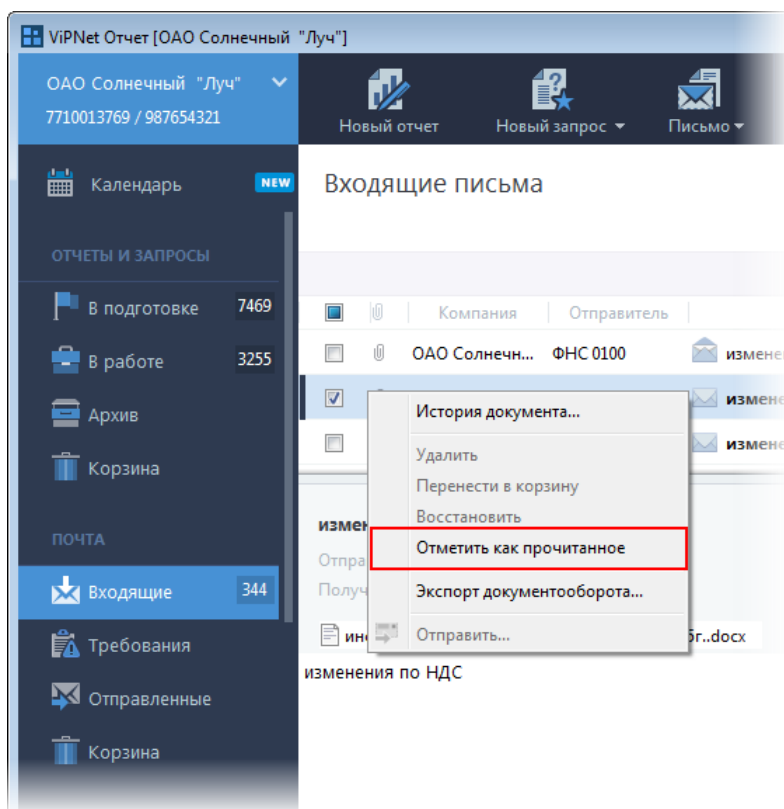 ViPNet Отчет [ОАО Солнечный "Луч"]
ОАО Солнечный "Луч"
7710013769 / 987654321
Новый отчет
Новый запрос
Письмо
Календарь
NEW
Входящие письма
ОТЧЕТЫ И ЗАПРОСЫ
В подготовке 7469
В работе 3255
Архив
Корзина
ПОЧТА
Входящие 344
Требования
Отправленные
Корзина
Компания Отправитель
ОАО Солнечн... ФНС 0100
История документа...
Удалить
Перенести в корзину
Восстановить
Отметить как прочитанное
Экспорт документооборота...
Отправить...
.docx
изменения по НДС